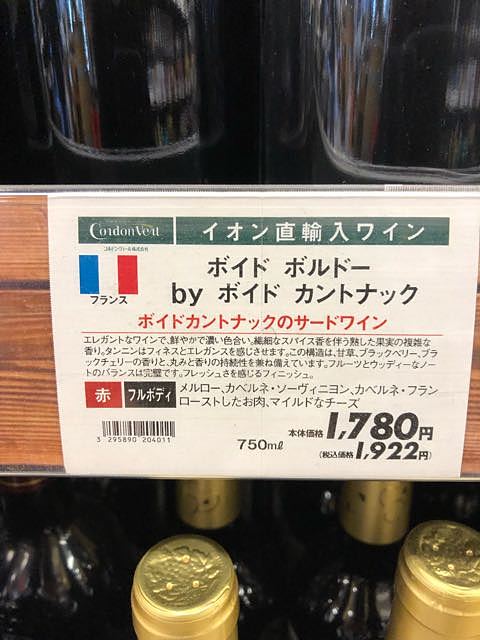 CordonVert
コルドンヴェール株式会社
イオン直輸入ワイン
フランス
ボイド ボルドー
by ボイド カントナック
ボイドカントナックのサードワイン
エレガントなワインで、鮮やかで濃い色合い。繊細なスパイス香を伴う熟した果実の複雑な
香り。タンニンはフィネスとエレガンスを感じさせます。この構造は、甘草、ブラックベリー、ブラ
ックチェリーの香りと、丸みと香りの持続性を兼ね備えています。フルーツとウッディーなノー
トのバランスは完璧です。フレッシュさを感じるフィニッシュ。
赤 フルボディ メルロー、カベルネ・ソーヴィニヨン、カベルネ・フラン
ローストしたお肉、マイルドなチーズ
3 295890 204011
750mℓ
本体価格 1,780円
(税込価格 1,922円)